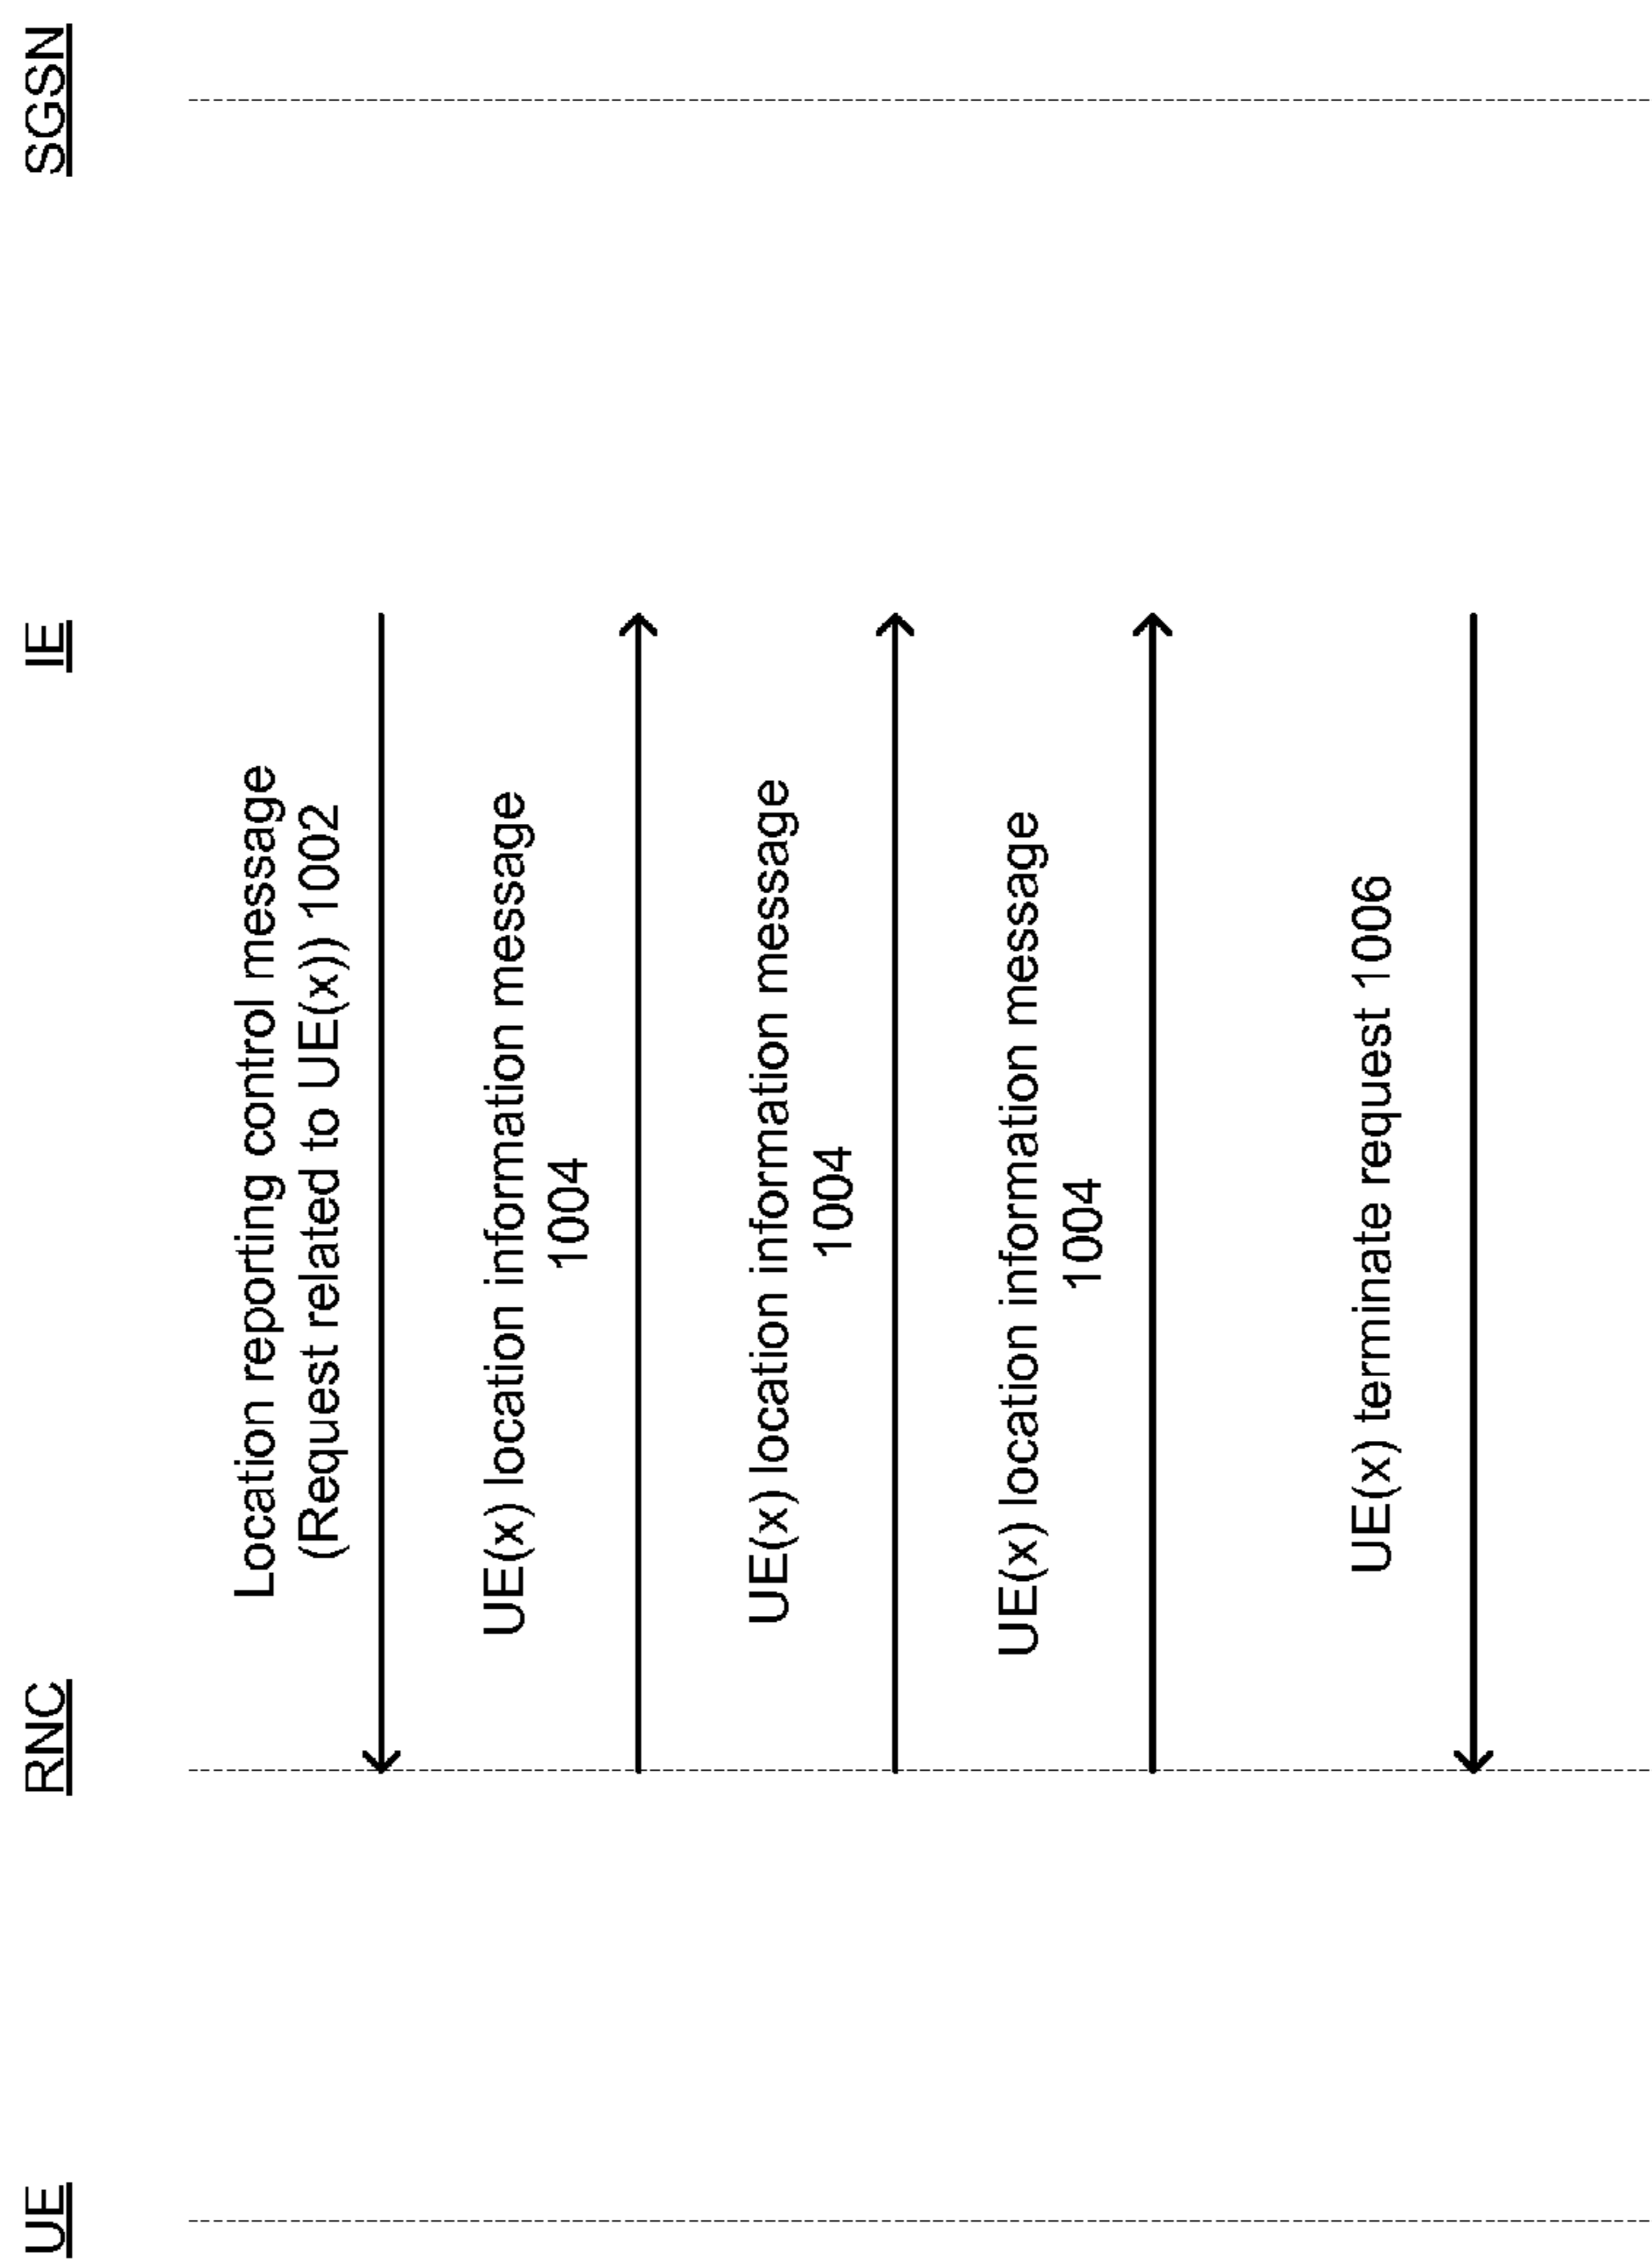 UE
RNC
IE
SGSN
Location reporting control message
(Request related to UE(x)) 1002
UE(x) location information message
1004
UE(x) location information message
1004
UE(x) location information message
1004
UE(x) terminate request 1006